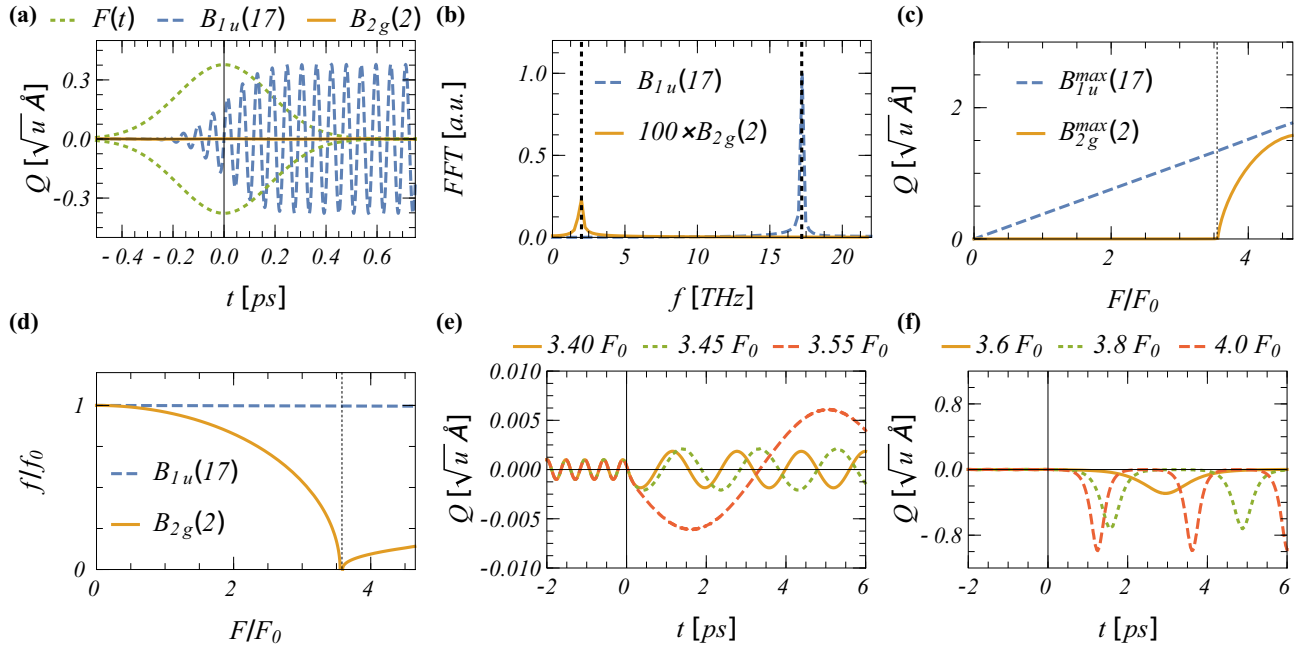 (a) F(t) B1u(17) B2g(2)
Q [√u Å]
0.3
0.0
-0.3
-0.4 -0.2 0.0 0.2 0.4 0.6
t [ps]
(b)
FFT [a.u.]
1.0
0.5
0.0
B1u(17)
100×B2g(2)
0 5 10 15 20
f [THz]
(c)
Q [√u Å]
2
0
B1u^max(17)
B2g^max(2)
0 2 4
F/F0
(d)
f/f0
1
0
B1u(17)
B2g(2)
0 2 4
F/F0
(e) 3.40 F0 3.45 F0 3.55 F0
Q [√u Å]
0.010
0.005
0.000
-0.005
-0.010
-2 0 2 4 6
t [ps]
(f) 3.6 F0 3.8 F0 4.0 F0
Q [√u Å]
0.8
0.0
-0.8
-2 0 2 4 6
t [ps]